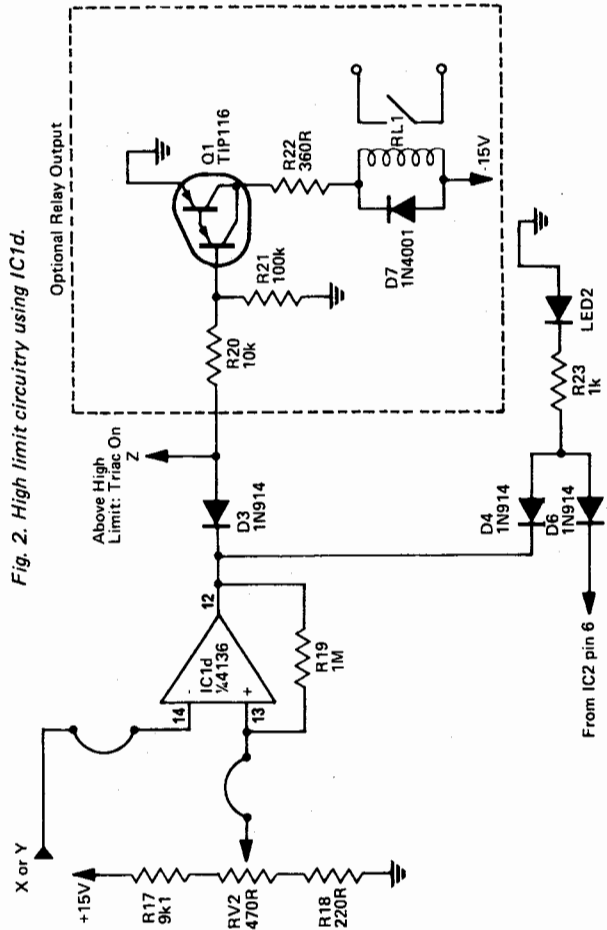 Fig. 2. High limit circuitry using IC1d.
Optional Relay Output
X or Y
+15V
R17
9k1
RV2
470R
R18
220R
14
-
13
+
IC1d
¼4136
12
R19
1M
Above High
Limit: Triac On
Z
D3
1N914
R20
10k
R21
100k
Q1
TIP116
R22
360R
D7
1N4001
RL1
-15V
D4
1N914
D6
1N914
R23
1k
LED2
From IC2 pin 6